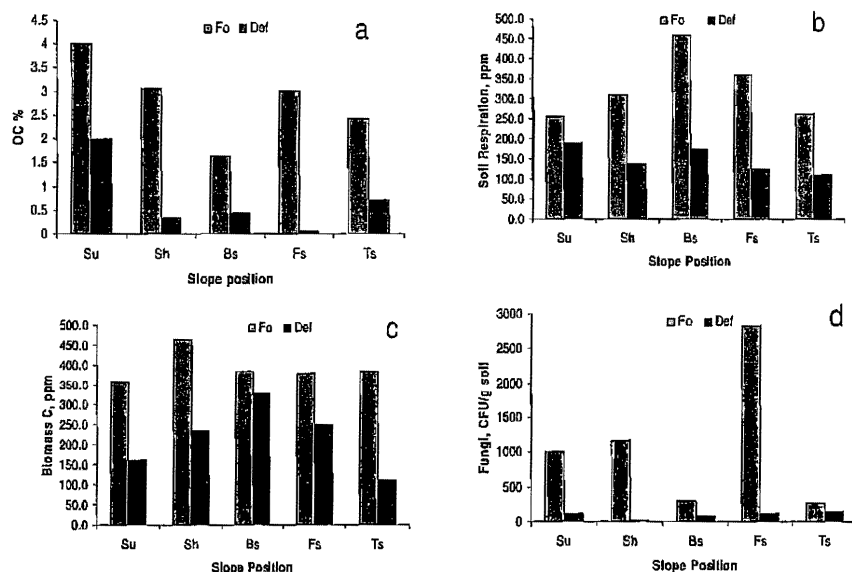 Fo Def
a
4.5
4
3.5
3
2.5
2
1.5
1
0.5
0
OC %
Su Sh Bs Fs Ts
Slope position
Fo Def
b
500.0
450.0
400.0
350.0
300.0
250.0
200.0
150.0
100.0
50.0
0.0
Soil Respiration, ppm
Su Sh Bs Fs Ts
Slope Position
Fo Def
c
500.0
450.0
400.0
350.0
300.0
250.0
200.0
150.0
100.0
50.0
0.0
Biomass C, ppm
Su Sh Bs Fs Ts
Slope Position
Fo Def
d
3000
2500
2000
1500
1000
500
0
Fungi, CFU/g soil
Su Sh Bs Fs Ts
Slope Position